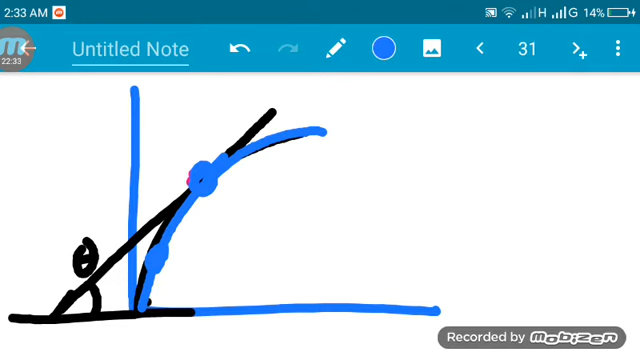 2:33 AM H G 14%
22:33 Untitled Note 31
θ
Recorded by mobizen